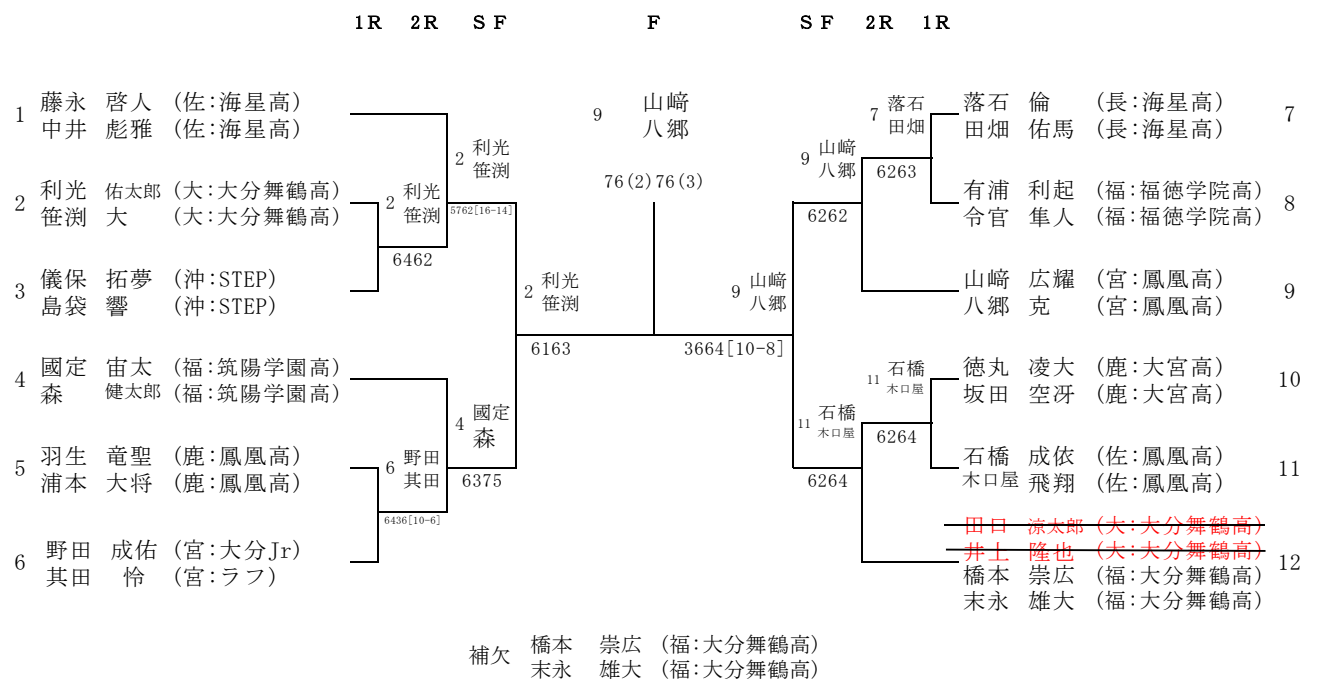 1R 2R SF F SF 2R 1R
1 藤永 啓人 (佐:海星高)
中井 彪雅 (佐:海星高)
2 利光 佑太郎 (大:大分舞鶴高)
笹渕 大 (大:大分舞鶴高)
3 儀保 拓夢 (沖:STEP)
島袋 響 (沖:STEP)
4 國定 宙太 (福:筑陽学園高)
森 健太郎 (福:筑陽学園高)
5 羽生 竜聖 (鹿:鳳凰高)
浦本 大将 (鹿:鳳凰高)
6 野田 成佑 (宮:大分Jr)
其田 怜 (宮:ラフ)
2 利光
笹渕
6462
6 野田
其田
6436[10-6]
2 利光
笹渕
5762[16-14]
4 國定
森
6375
2 利光
笹渕
6163
9 山﨑
八郷
76(2)76(3)
9 山﨑
八郷
3664[10-8]
9 山﨑
八郷
6262
11 石橋
木口屋
6264
7 落石
田畑
6263
11 石橋
木口屋
6264
落石 倫 (長:海星高) 7
田畑 佑馬 (長:海星高)
有浦 利起 (福:福徳学院高) 8
令官 隼人 (福:福徳学院高)
山﨑 広耀 (宮:鳳凰高) 9
八郷 克 (宮:鳳凰高)
徳丸 凌大 (鹿:大宮高) 10
坂田 空冴 (鹿:大宮高)
石橋 成依 (佐:鳳凰高) 11
木口屋 飛翔 (佐:鳳凰高)
田口 涼太郎 (大:大分舞鶴高)
井上 隆也 (大:大分舞鶴高) 12
橋本 崇広 (福:大分舞鶴高)
末永 雄大 (福:大分舞鶴高)
補欠 橋本 崇広 (福:大分舞鶴高)
末永 雄大 (福:大分舞鶴高)